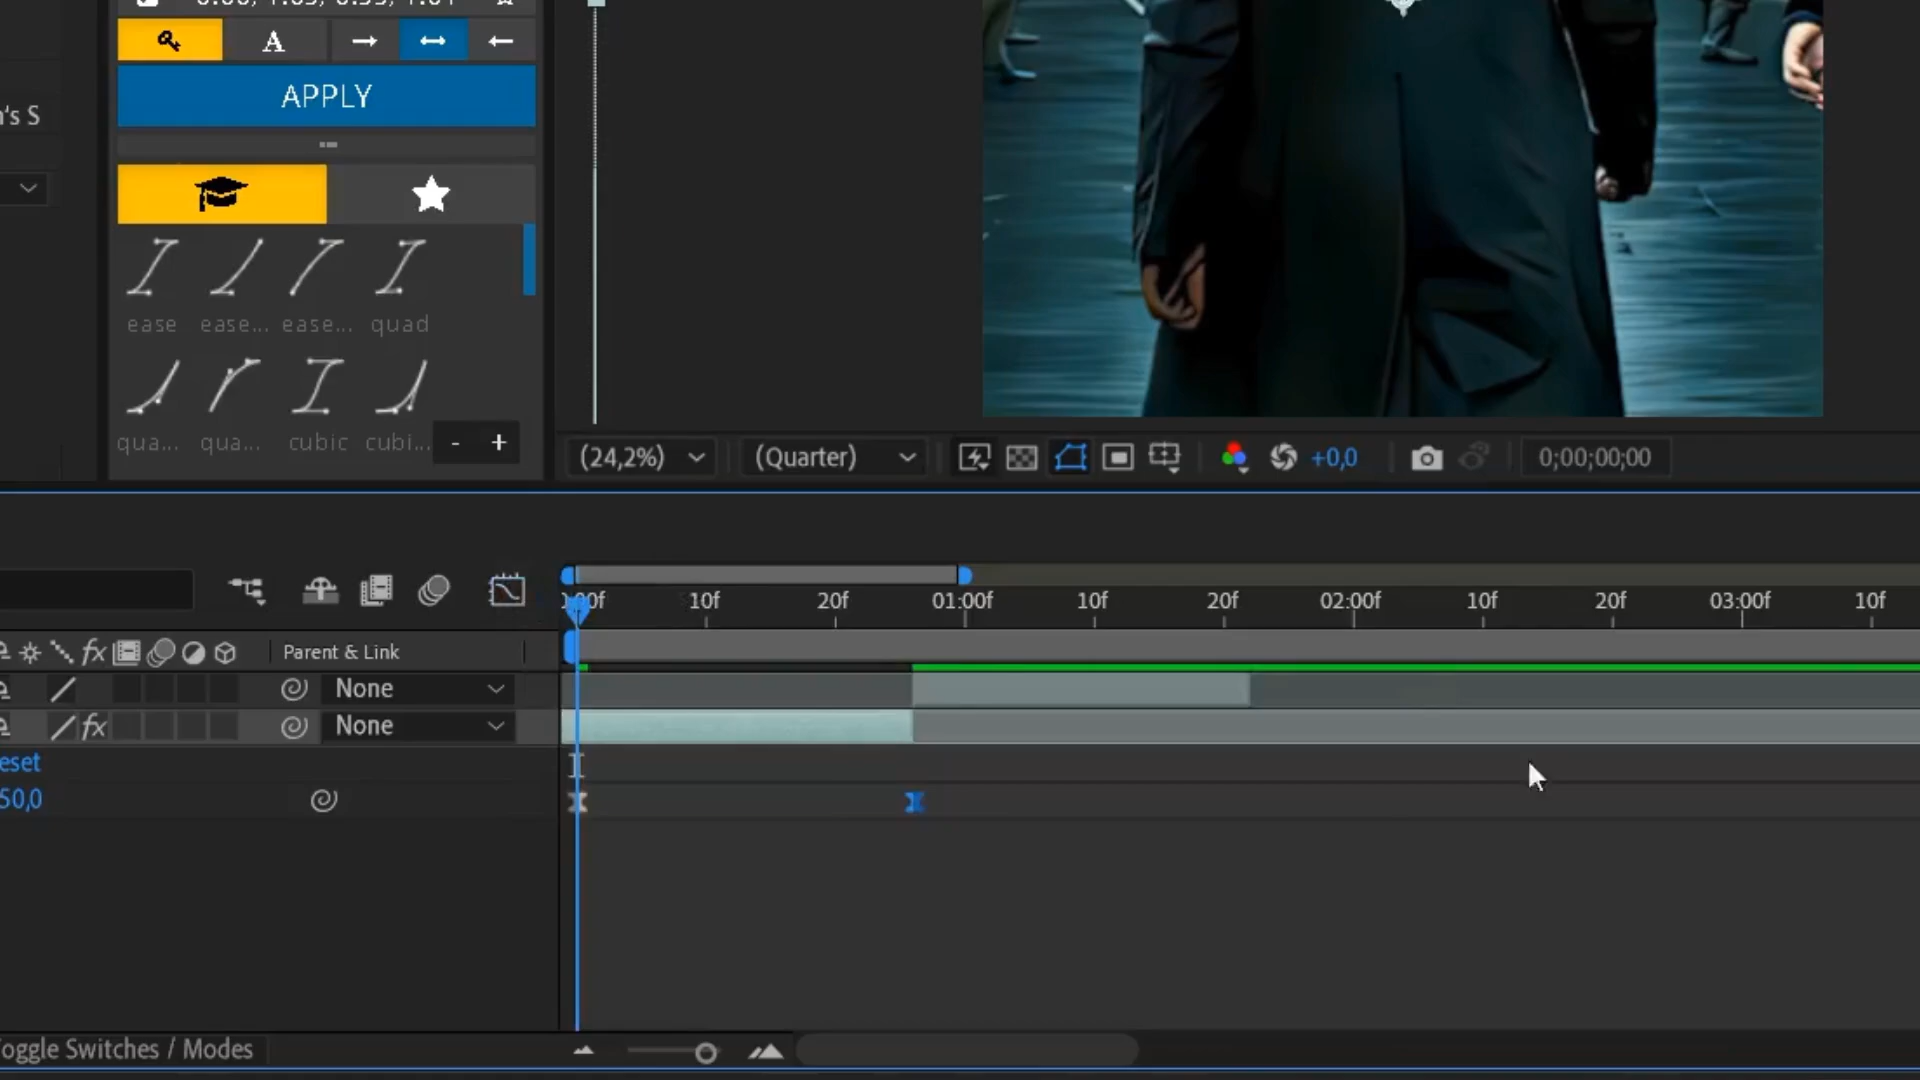 A
APPLY
n's S
ease ease... ease... quad
qua... qua... cubic cubi...
- +
(24,2%) (Quarter) +0,0 0;00;00;00
10f 20f 01:00f 10f 20f 02:00f 10f 20f 03:00f 10f
fx Parent & Link
None
fx None
eset
50,0
oggle Switches / Modes